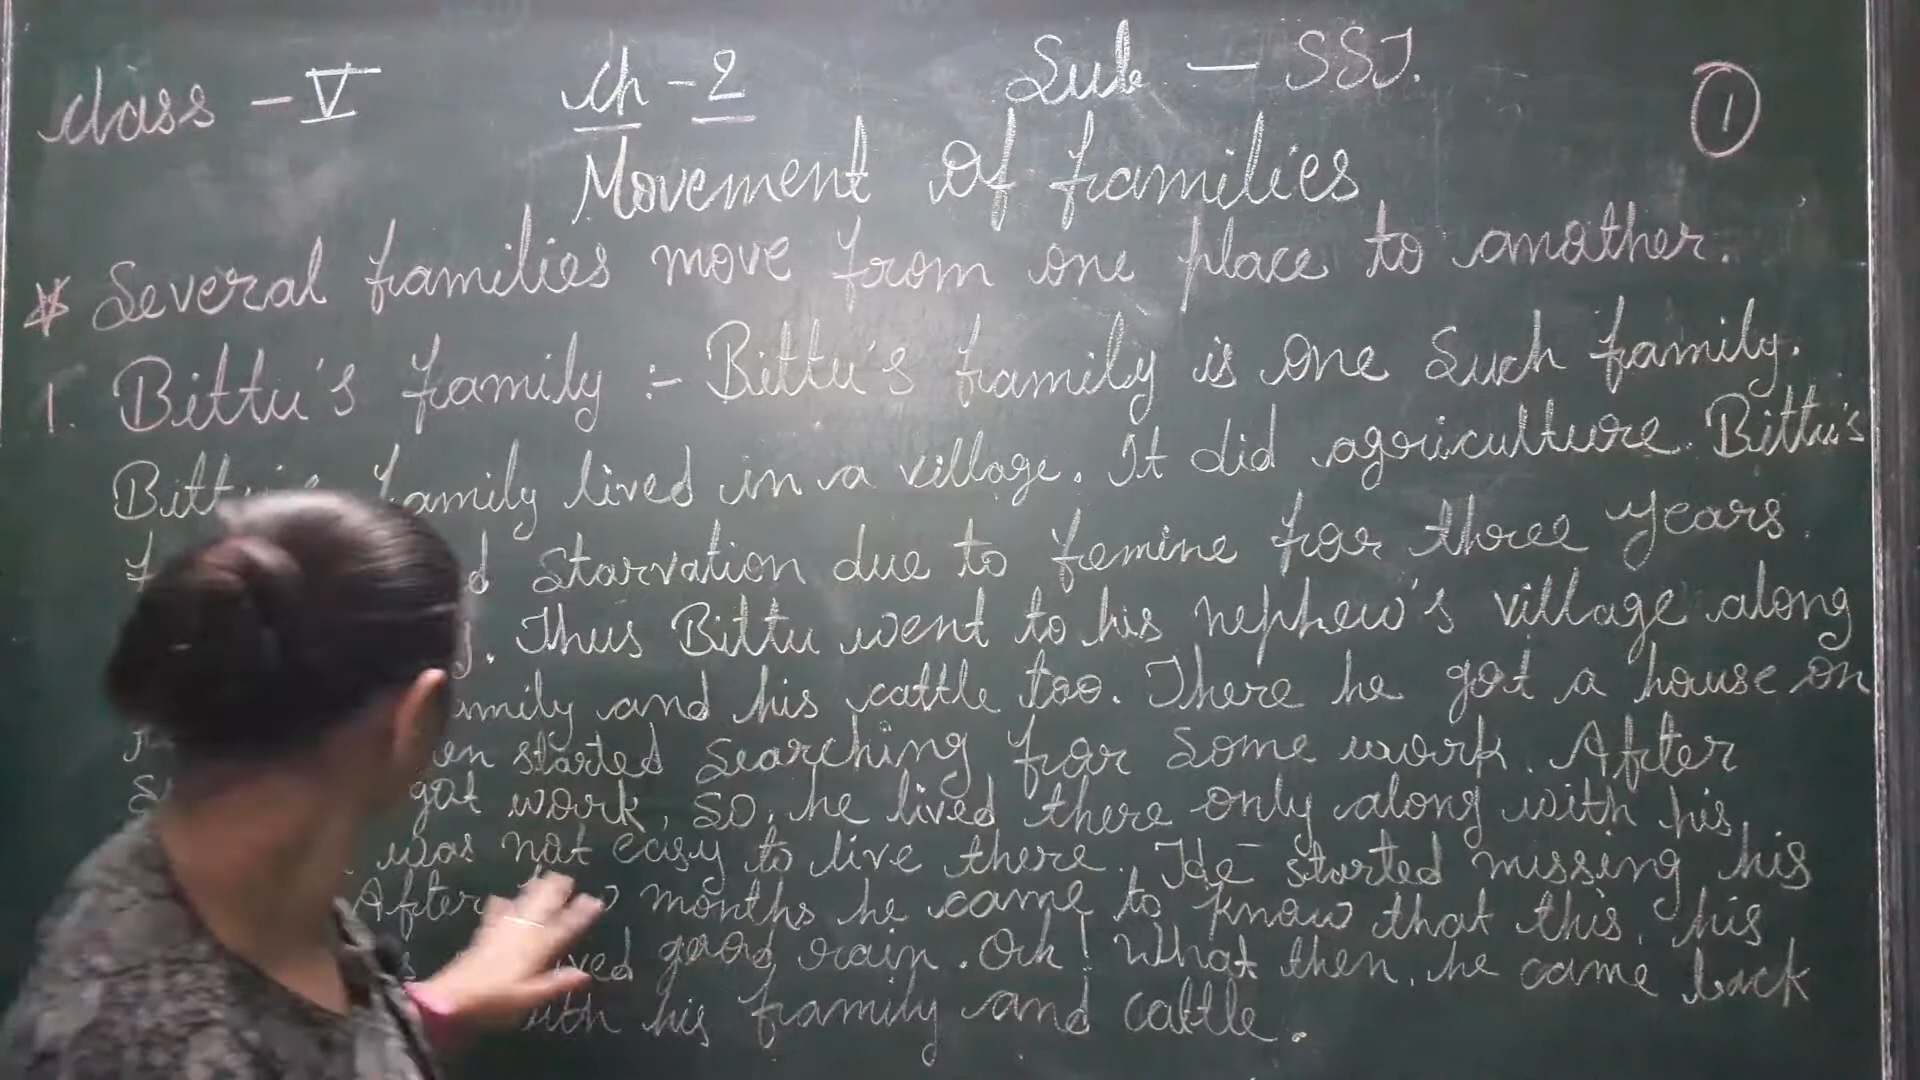 class - V ch - 2 Sub - SST. 1
Movement of families
* Several families move from one place to another.
1. Bittu's family :- Bittu's family is one such family.
family lived in a village. It did agriculture. Bittu's
starvation due to femine for three years.
Thus Bittu went to his nephew's village along
and his cattle too. There he got a house on
started searching for some work. After
got work, so, he lived there only along with his
was not easy to live there. He started missing his
After months he came to know that this, his
good rain. Oh! What then, he came back
his family and cattle.